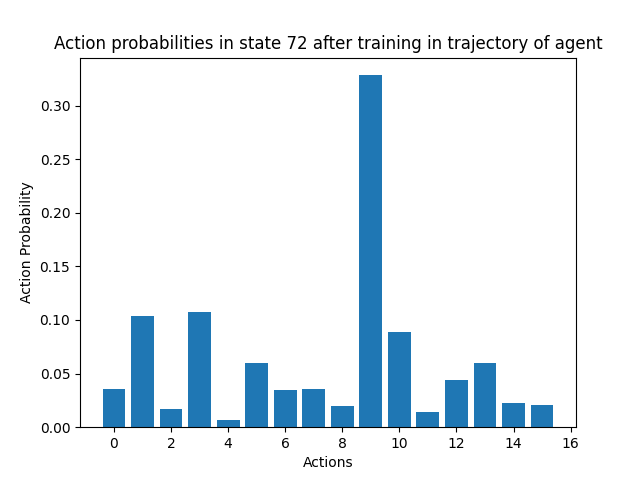 Action probabilities in state 72 after training in trajectory of agent
0.30
0.25
0.20
0.15
0.10
0.05
0.00
Action Probability
0 2 4 6 8 10 12 14 16
Actions